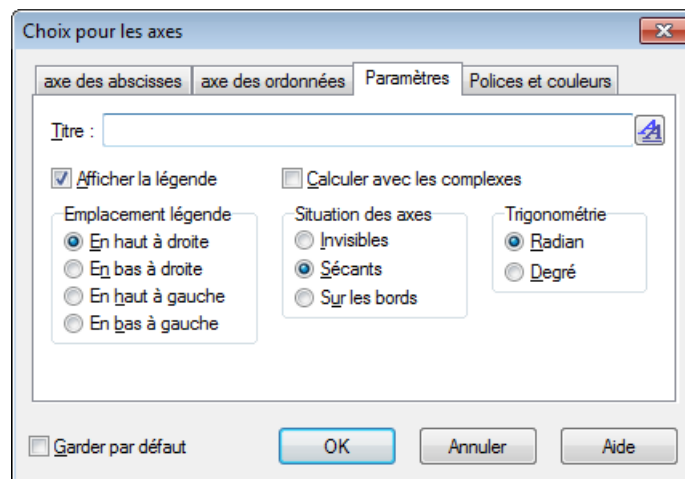 Choix pour les axes
axe des abscisses axe des ordonnées Paramètres Polices et couleurs
Titre :
Afficher la légende Calculer avec les complexes
Emplacement légende Situation des axes Trigonométrie
En haut à droite Invisibles Radian
En bas à droite Sécants Degré
En haut à gauche Sur les bords
En bas à gauche
Garder par défaut OK Annuler Aide